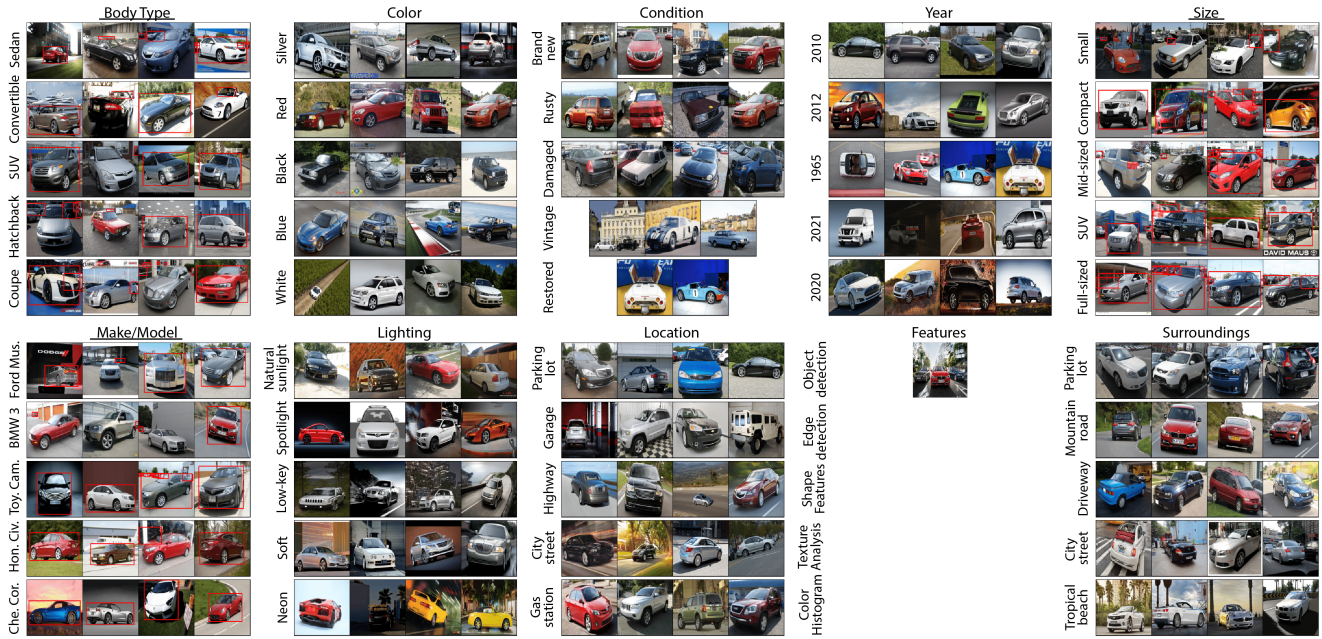 Body Type
Sedan
Convertible
SUV
Hatchback
Coupe
Color
Silver
Red
Black
Blue
White
Condition
Brand
new
Rusty
Damaged
Vintage
Restored
Year
2010
2012
1965
2021
2020
Size
Small
Compact
Mid-sized
SUV
DAVID MAUS
Full-sized
Make/Model
Ford Mus.
DODGE
BMW 3
Toy. Cam.
Hon. Civ.
Che. Cor.
Lighting
Natural
sunlight
Spotlight
Low-key
Soft
Neon
Location
Parking
lot
Garage
Highway
City
street
Gas
station
Features
Object
detection
Edge
detection
Shape
Features
Texture
Analysis
Color
Histogram
Surroundings
Parking
lot
Mountain
road
Driveway
City
street
Tropical
beach